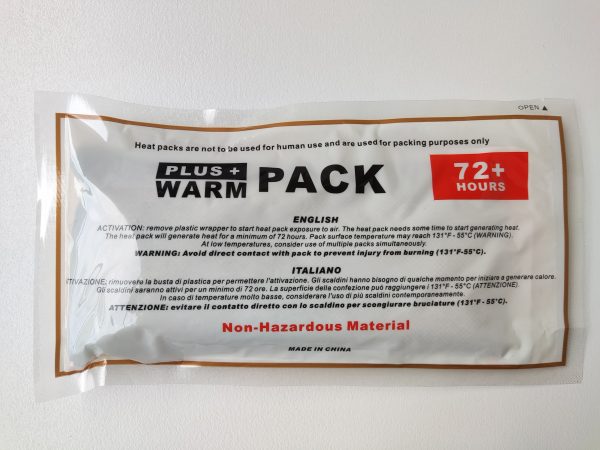 OPEN ▲
Heat packs are not to be used for human use and are used for packing purposes only
PLUS +
WARM PACK
72+
HOURS
ENGLISH
ACTIVATION: remove plastic wrapper to start heat pack exposure to air. The heat pack needs some time to start generating heat.
The heat pack will generate heat for a minimum of 72 hours. Pack surface temperature may reach 131°F - 55°C (WARNING).
At low temperatures, consider use of multiple packs simultaneously.
WARNING: Avoid direct contact with pack to prevent injury from burning (131°F-55°C).
ITALIANO
TIVAZIONE: rimuovere la busta di plastica per permettere l'attivazione. Gli scaldini hanno bisogno di qualche momento per iniziare a generare calore.
Gli scaldini saranno attivi per un minimo di 72 ore. La superficie della confezione può raggiungere i 131°F - 55°C (ATTENZIONE).
In caso di temperature molto basse, considerare l'uso di più scaldini contemporaneamente.
ATTENZIONE: evitare il contatto diretto con lo scaldino per scongiurare bruciature (131°F-55°C).
Non-Hazardous Material
MADE IN CHINA